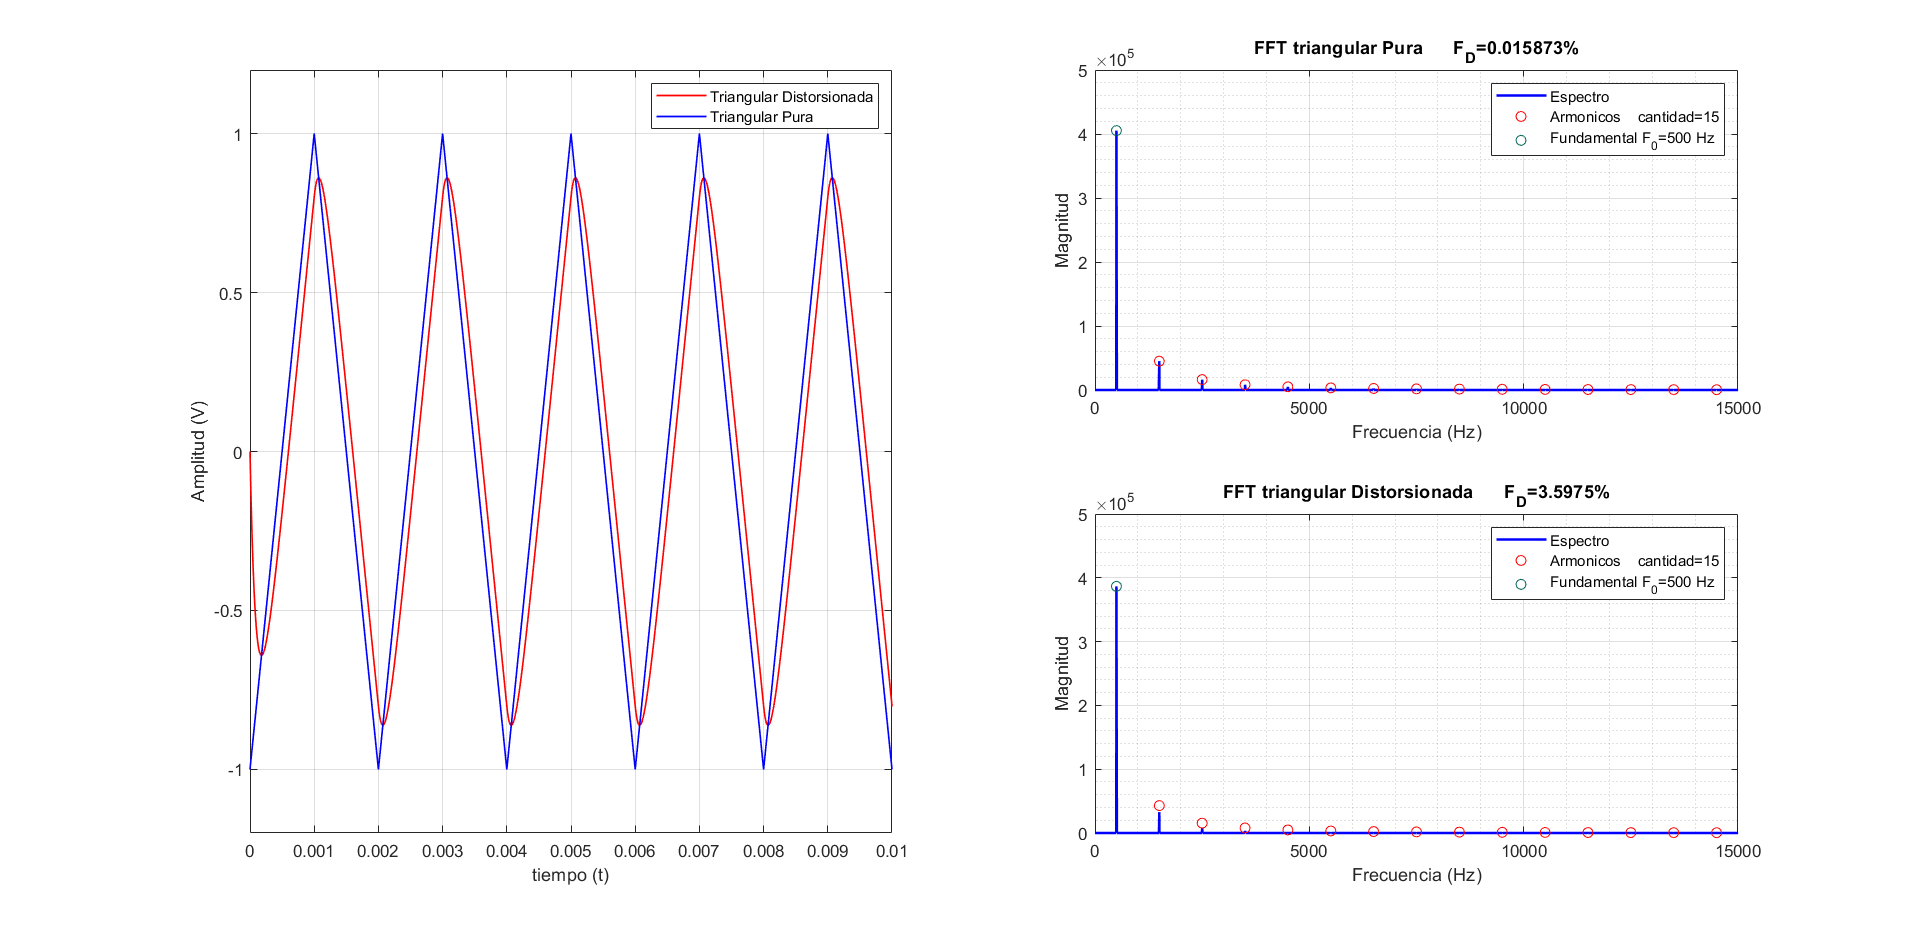 Triangular Distorsionada
Triangular Pura
1
0.5
0
-0.5
-1
Amplitud (V)
0 0.001 0.002 0.003 0.004 0.005 0.006 0.007 0.008 0.009 0.01
tiempo (t)
FFT triangular Pura F_D=0.015873%
×10^5
Espectro
Armonicos cantidad=15
Fundamental F_0=500 Hz
5
4
3
2
1
0
Magnitud
0 5000 10000 15000
Frecuencia (Hz)
FFT triangular Distorsionada F_D=3.5975%
×10^5
Espectro
Armonicos cantidad=15
Fundamental F_0=500 Hz
5
4
3
2
1
0
Magnitud
0 5000 10000 15000
Frecuencia (Hz)